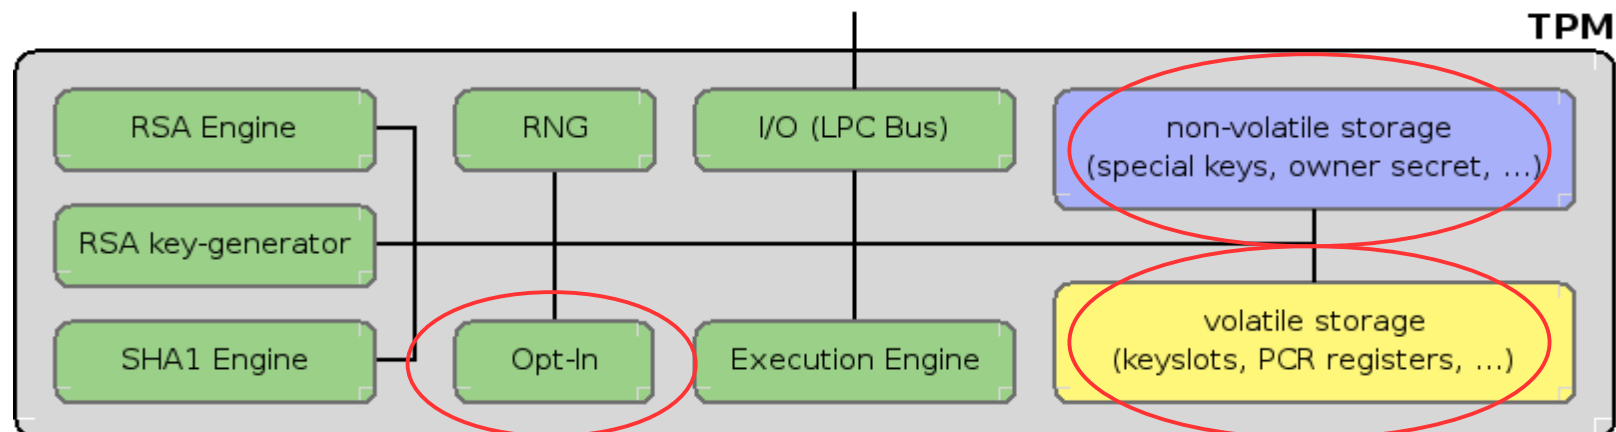 TPM
RSA Engine
RNG
I/O (LPC Bus)
non-volatile storage
(special keys, owner secret, ...)
RSA key-generator
SHA1 Engine
Opt-In
Execution Engine
volatile storage
(keyslots, PCR registers, ...)